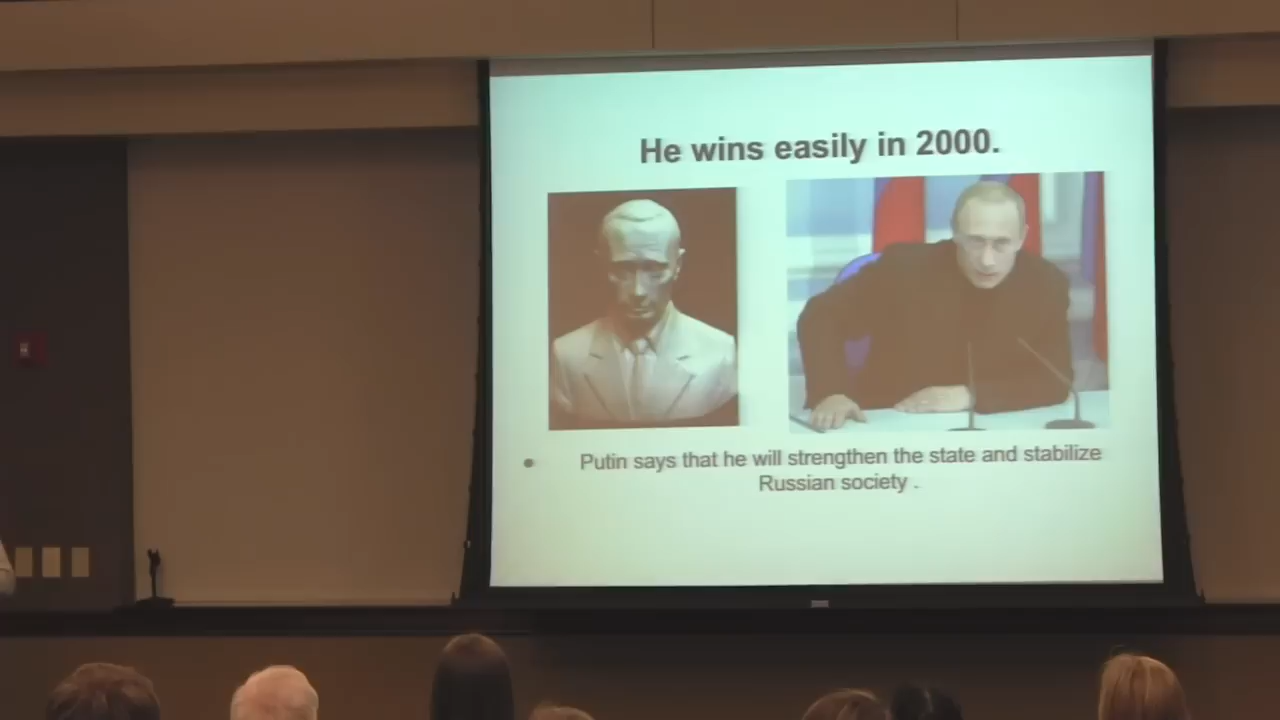 He wins easily in 2000.
• Putin says that he will strengthen the state and stabilize
Russian society .